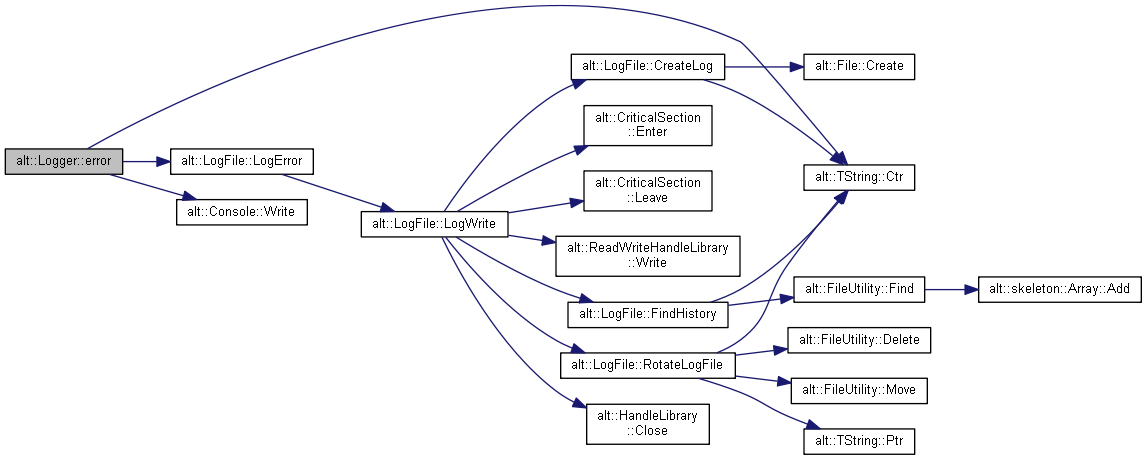 alt::Logger::error
alt::LogFile::LogError
alt::Console::Write
alt::LogFile::LogWrite
alt::LogFile::CreateLog
alt::CriticalSection
::Enter
alt::CriticalSection
::Leave
alt::ReadWriteHandleLibrary
::Write
alt::LogFile::FindHistory
alt::LogFile::RotateLogFile
alt::HandleLibrary
::Close
alt::File::Create
alt::TString::Ctr
alt::FileUtility::Find
alt::FileUtility::Delete
alt::FileUtility::Move
alt::TString::Ptr
alt::skeleton::Array::Add